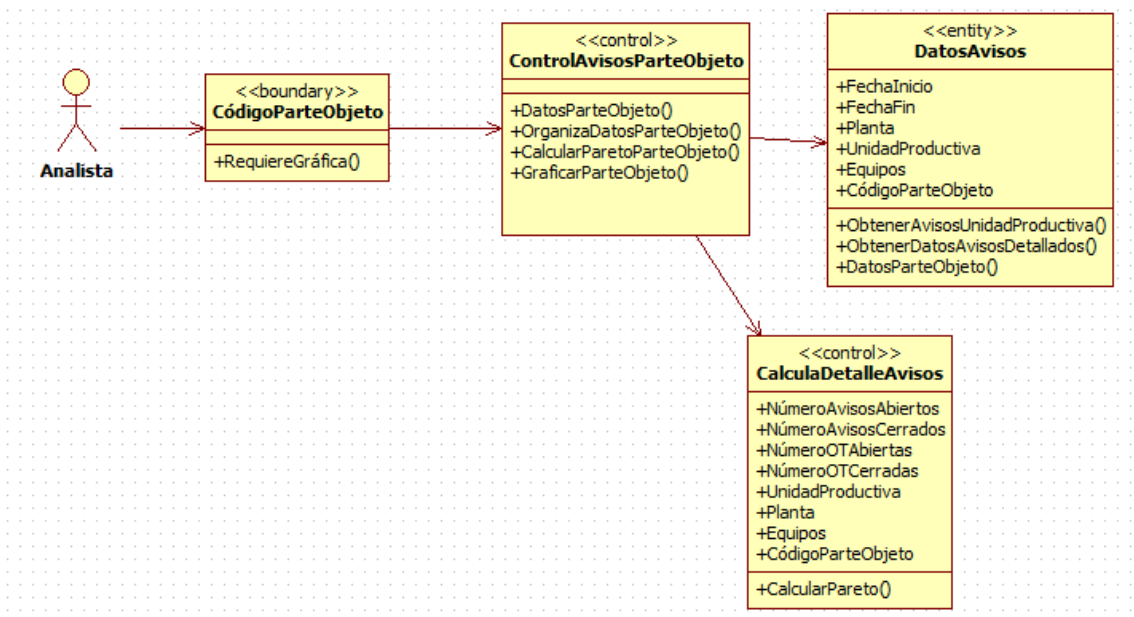 Analista
<<boundary>>
CódigoParteObjeto
+RequiereGráfica()
<<control>>
ControlAvisosParteObjeto
+DatosParteObjeto()
+OrganizaDatosParteObjeto()
+CalcularParetoParteObjeto()
+GraficarParteObjeto()
<<entity>>
DatosAvisos
+FechaInicio
+FechaFin
+Planta
+UnidadProductiva
+Equipos
+CódigoParteObjeto
+ObtenerAvisosUnidadProductiva()
+ObtenerDatosAvisosDetallados()
+DatosParteObjeto()
<<control>>
CalculaDetalleAvisos
+NúmeroAvisosAbiertos
+NúmeroAvisosCerrados
+NúmeroOTAbiertas
+NúmeroOTCerradas
+UnidadProductiva
+Planta
+Equipos
+CódigoParteObjeto
+CalcularPareto()